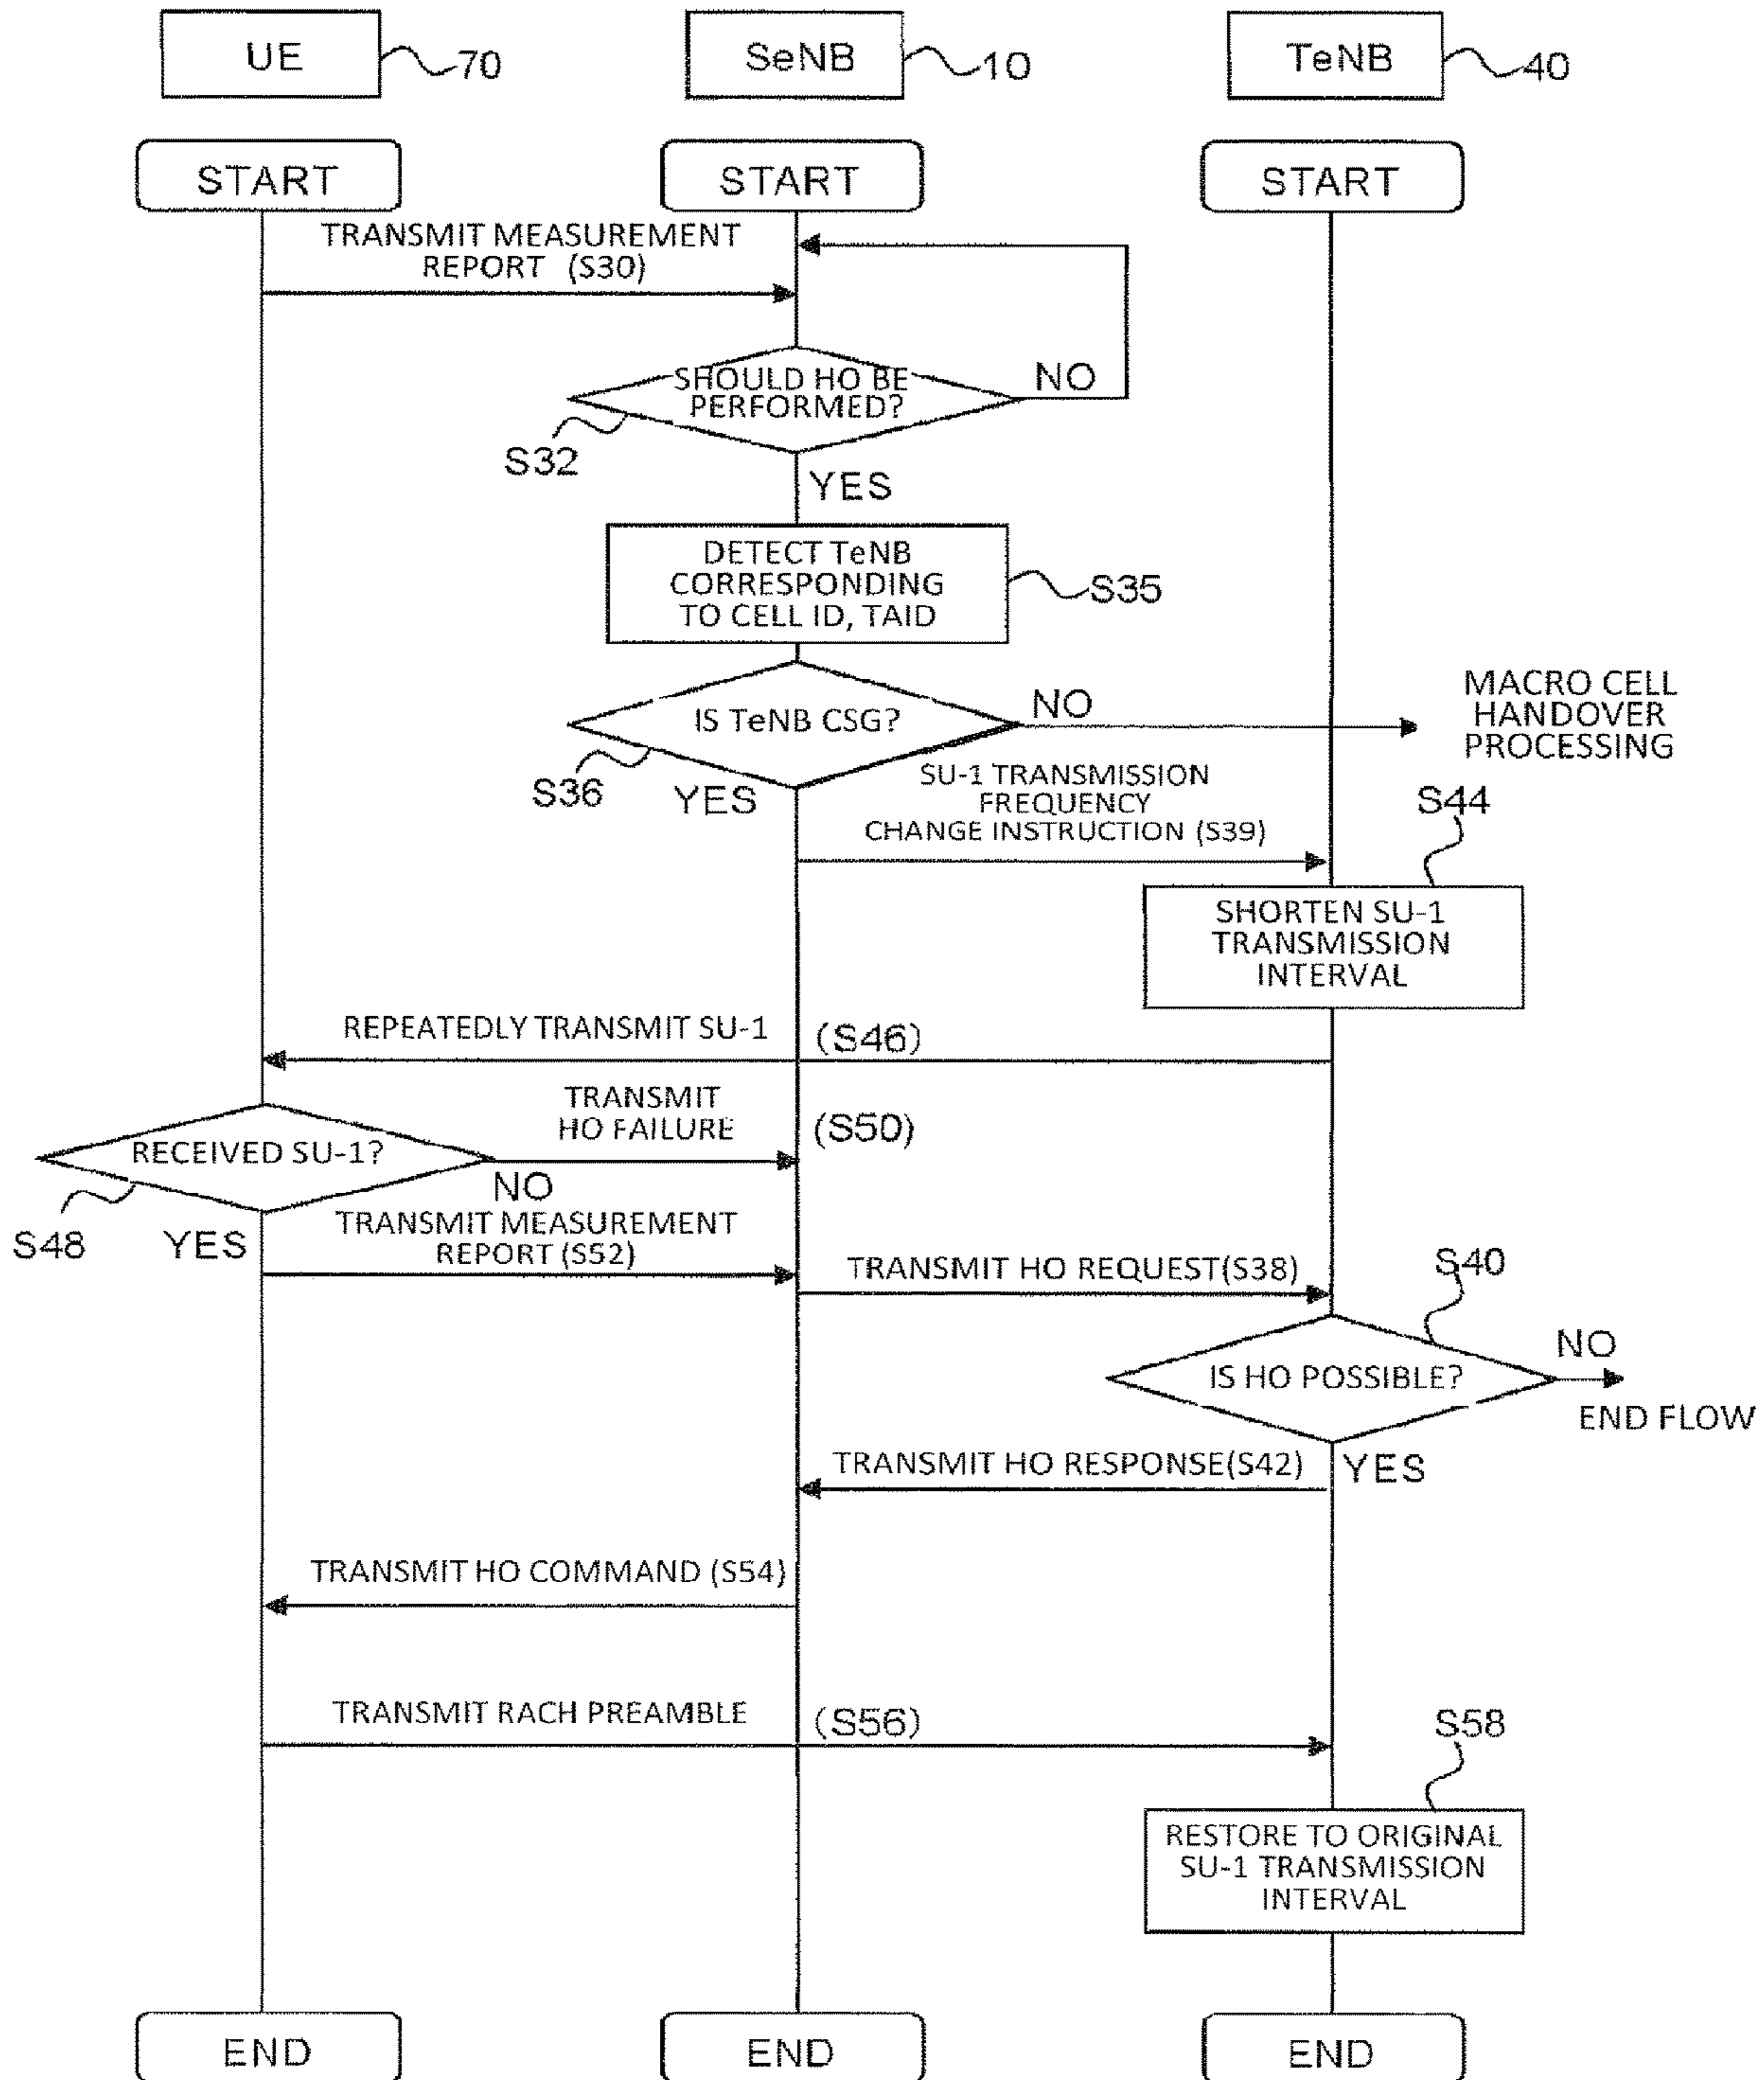 UE
70
SeNB
10
TeNB
40
START
START
START
TRANSMIT MEASUREMENT
REPORT (S30)
SHOULD HO BE
PERFORMED?
NO
S32
YES
DETECT TeNB
CORRESPONDING
TO CELL ID, TAID
S35
IS TeNB CSG?
NO
MACRO CELL
HANDOVER
PROCESSING
S36
YES
SU-1 TRANSMISSION
FREQUENCY
CHANGE INSTRUCTION (S39)
S44
SHORTEN SU-1
TRANSMISSION
INTERVAL
REPEATEDLY TRANSMIT SU-1
(S46)
TRANSMIT
HO FAILURE
(S50)
RECEIVED SU-1?
NO
S48
YES
TRANSMIT MEASUREMENT
REPORT (S52)
TRANSMIT HO REQUEST(S38)
S40
IS HO POSSIBLE?
NO
END FLOW
TRANSMIT HO RESPONSE(S42)
YES
TRANSMIT HO COMMAND (S54)
TRANSMIT RACH PREAMBLE
(S56)
S58
RESTORE TO ORIGINAL
SU-1 TRANSMISSION
INTERVAL
END
END
END